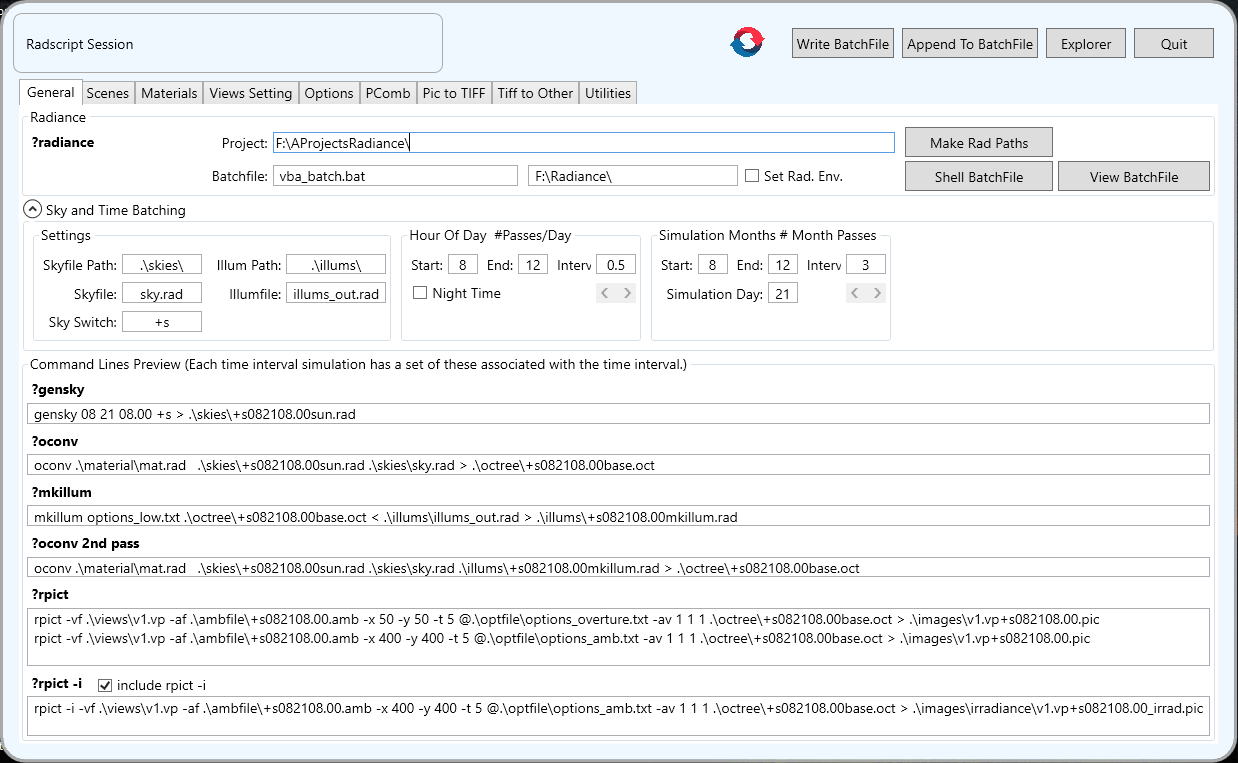 Radscript Session
Write BatchFile Append To BatchFile Explorer Quit
General Scenes Materials Views Setting Options PComb Pic to TIFF Tiff to Other Utilities
Radiance
?radiance Project: F:\AProjectsRadiance\ Make Rad Paths
Batchfile: vba_batch.bat F:\Radiance\ Set Rad. Env. Shell BatchFile View BatchFile
Sky and Time Batching
Settings
Skyfile Path: .\skies\ Illum Path: .\illums\
Skyfile: sky.rad Illumfile: illums_out.rad
Sky Switch: +s
Hour Of Day #Passes/Day
Start: 8 End: 12 Interv 0.5
Night Time
Simulation Months # Month Passes
Start: 8 End: 12 Interv 3
Simulation Day: 21
Command Lines Preview (Each time interval simulation has a set of these associated with the time interval.)
?gensky
gensky 08 21 08.00 +s > .\skies\+s082108.00sun.rad
?oconv
oconv .\material\mat.rad   .\skies\+s082108.00sun.rad .\skies\sky.rad > .\octree\+s082108.00base.oct
?mkillum
mkillum options_low.txt .\octree\+s082108.00base.oct < .\illums\illums_out.rad > .\illums\+s082108.00mkillum.rad
?oconv 2nd pass
oconv .\material\mat.rad   .\skies\+s082108.00sun.rad .\skies\sky.rad .\illums\+s082108.00mkillum.rad > .\octree\+s082108.00base.oct
?rpict
rpict -vf .\views\v1.vp -af .\ambfile\+s082108.00.amb -x 50 -y 50 -t 5 @.\optfile\options_overture.txt -av 1 1 1 .\octree\+s082108.00base.oct > .\images\v1.vp+s082108.00.pic
rpict -vf .\views\v1.vp -af .\ambfile\+s082108.00.amb -x 400 -y 400 -t 5 @.\optfile\options_amb.txt -av 1 1 1 .\octree\+s082108.00base.oct > .\images\v1.vp+s082108.00.pic
?rpict -i include rpict -i
rpict -i -vf .\views\v1.vp -af .\ambfile\+s082108.00.amb -x 400 -y 400 -t 5 @.\optfile\options_amb.txt -av 1 1 1 .\octree\+s082108.00base.oct > .\images\irradiance\v1.vp+s082108.00_irrad.pic